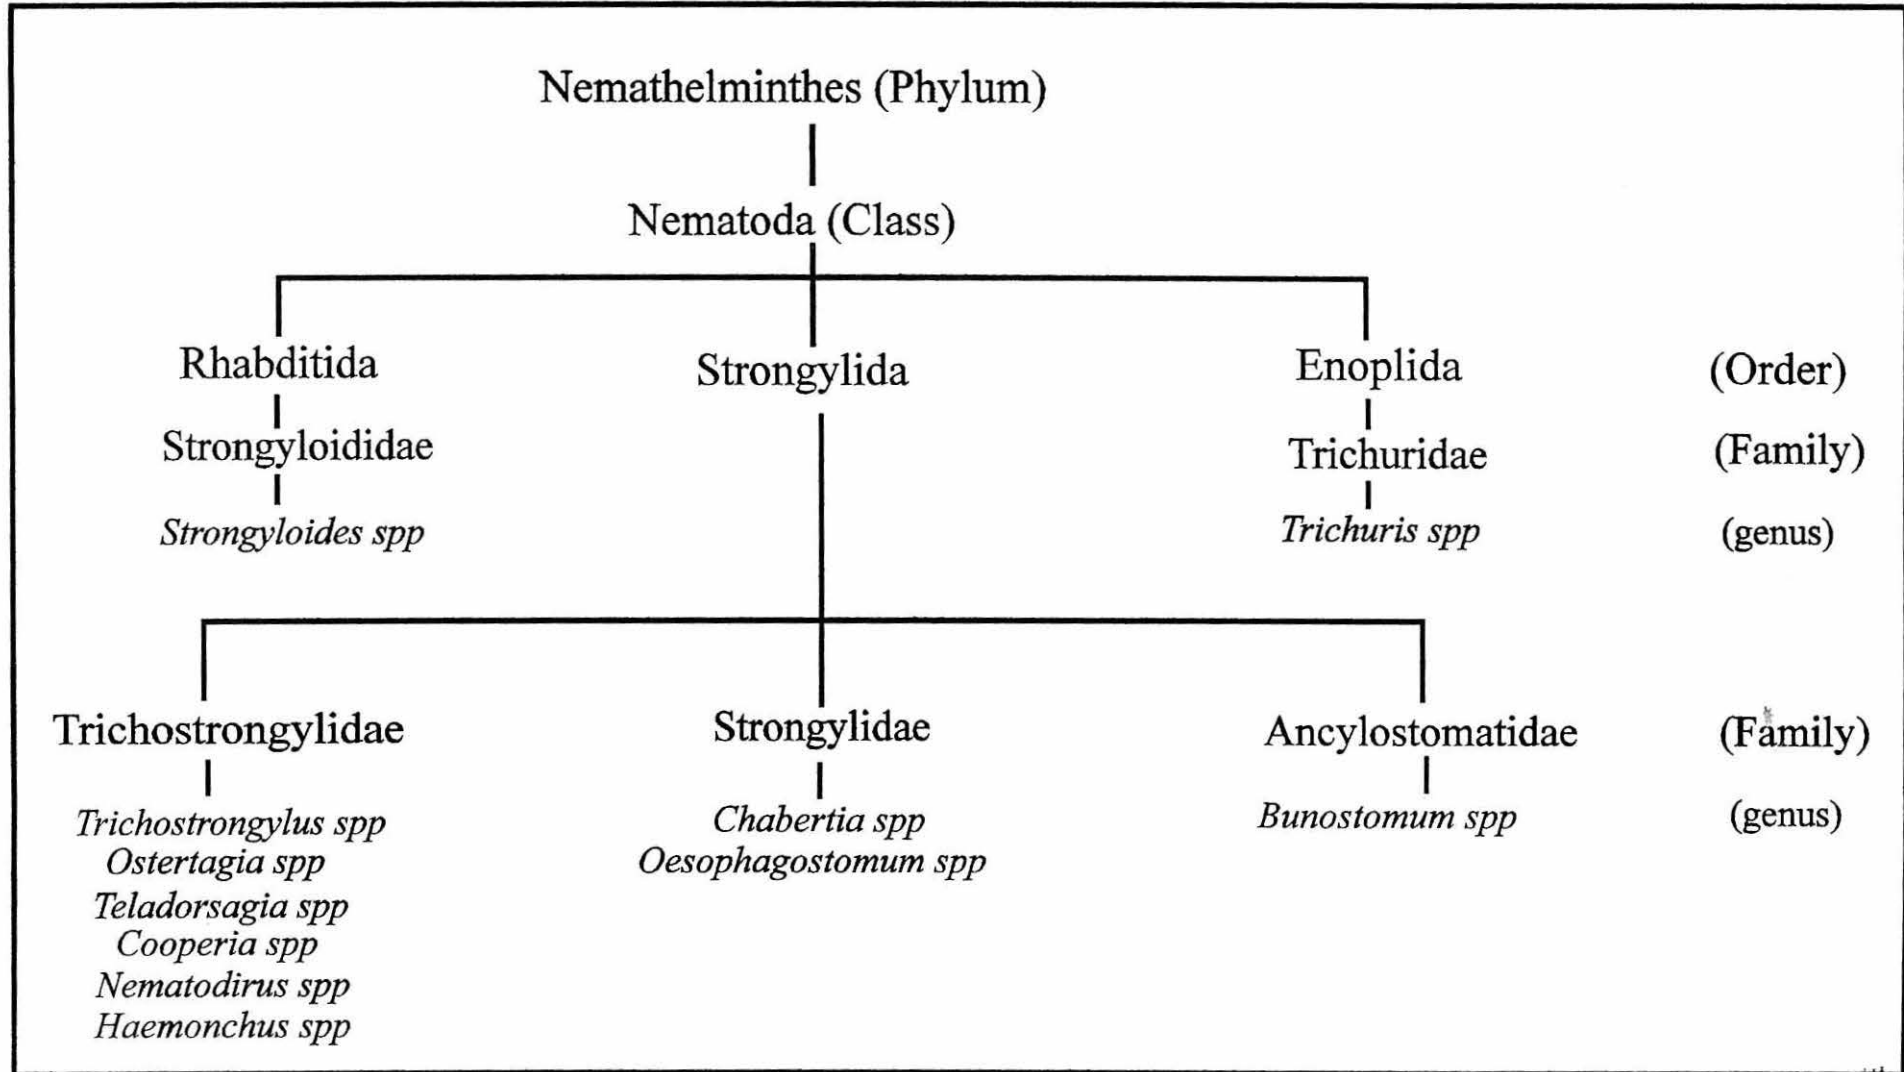 Nemathelminthes (Phylum)
Nematoda (Class)
Rhabditida Strongylida Enoplida (Order)
Strongyloididae Trichuridae (Family)
Strongyloides spp Trichuris spp (genus)
Trichostrongylidae Strongylidae Ancylostomatidae (Family)
Trichostrongylus spp Chabertia spp Bunostomum spp (genus)
Ostertagia spp Oesophagostomum spp
Teladorsagia spp
Cooperia spp
Nematodirus spp
Haemonchus spp